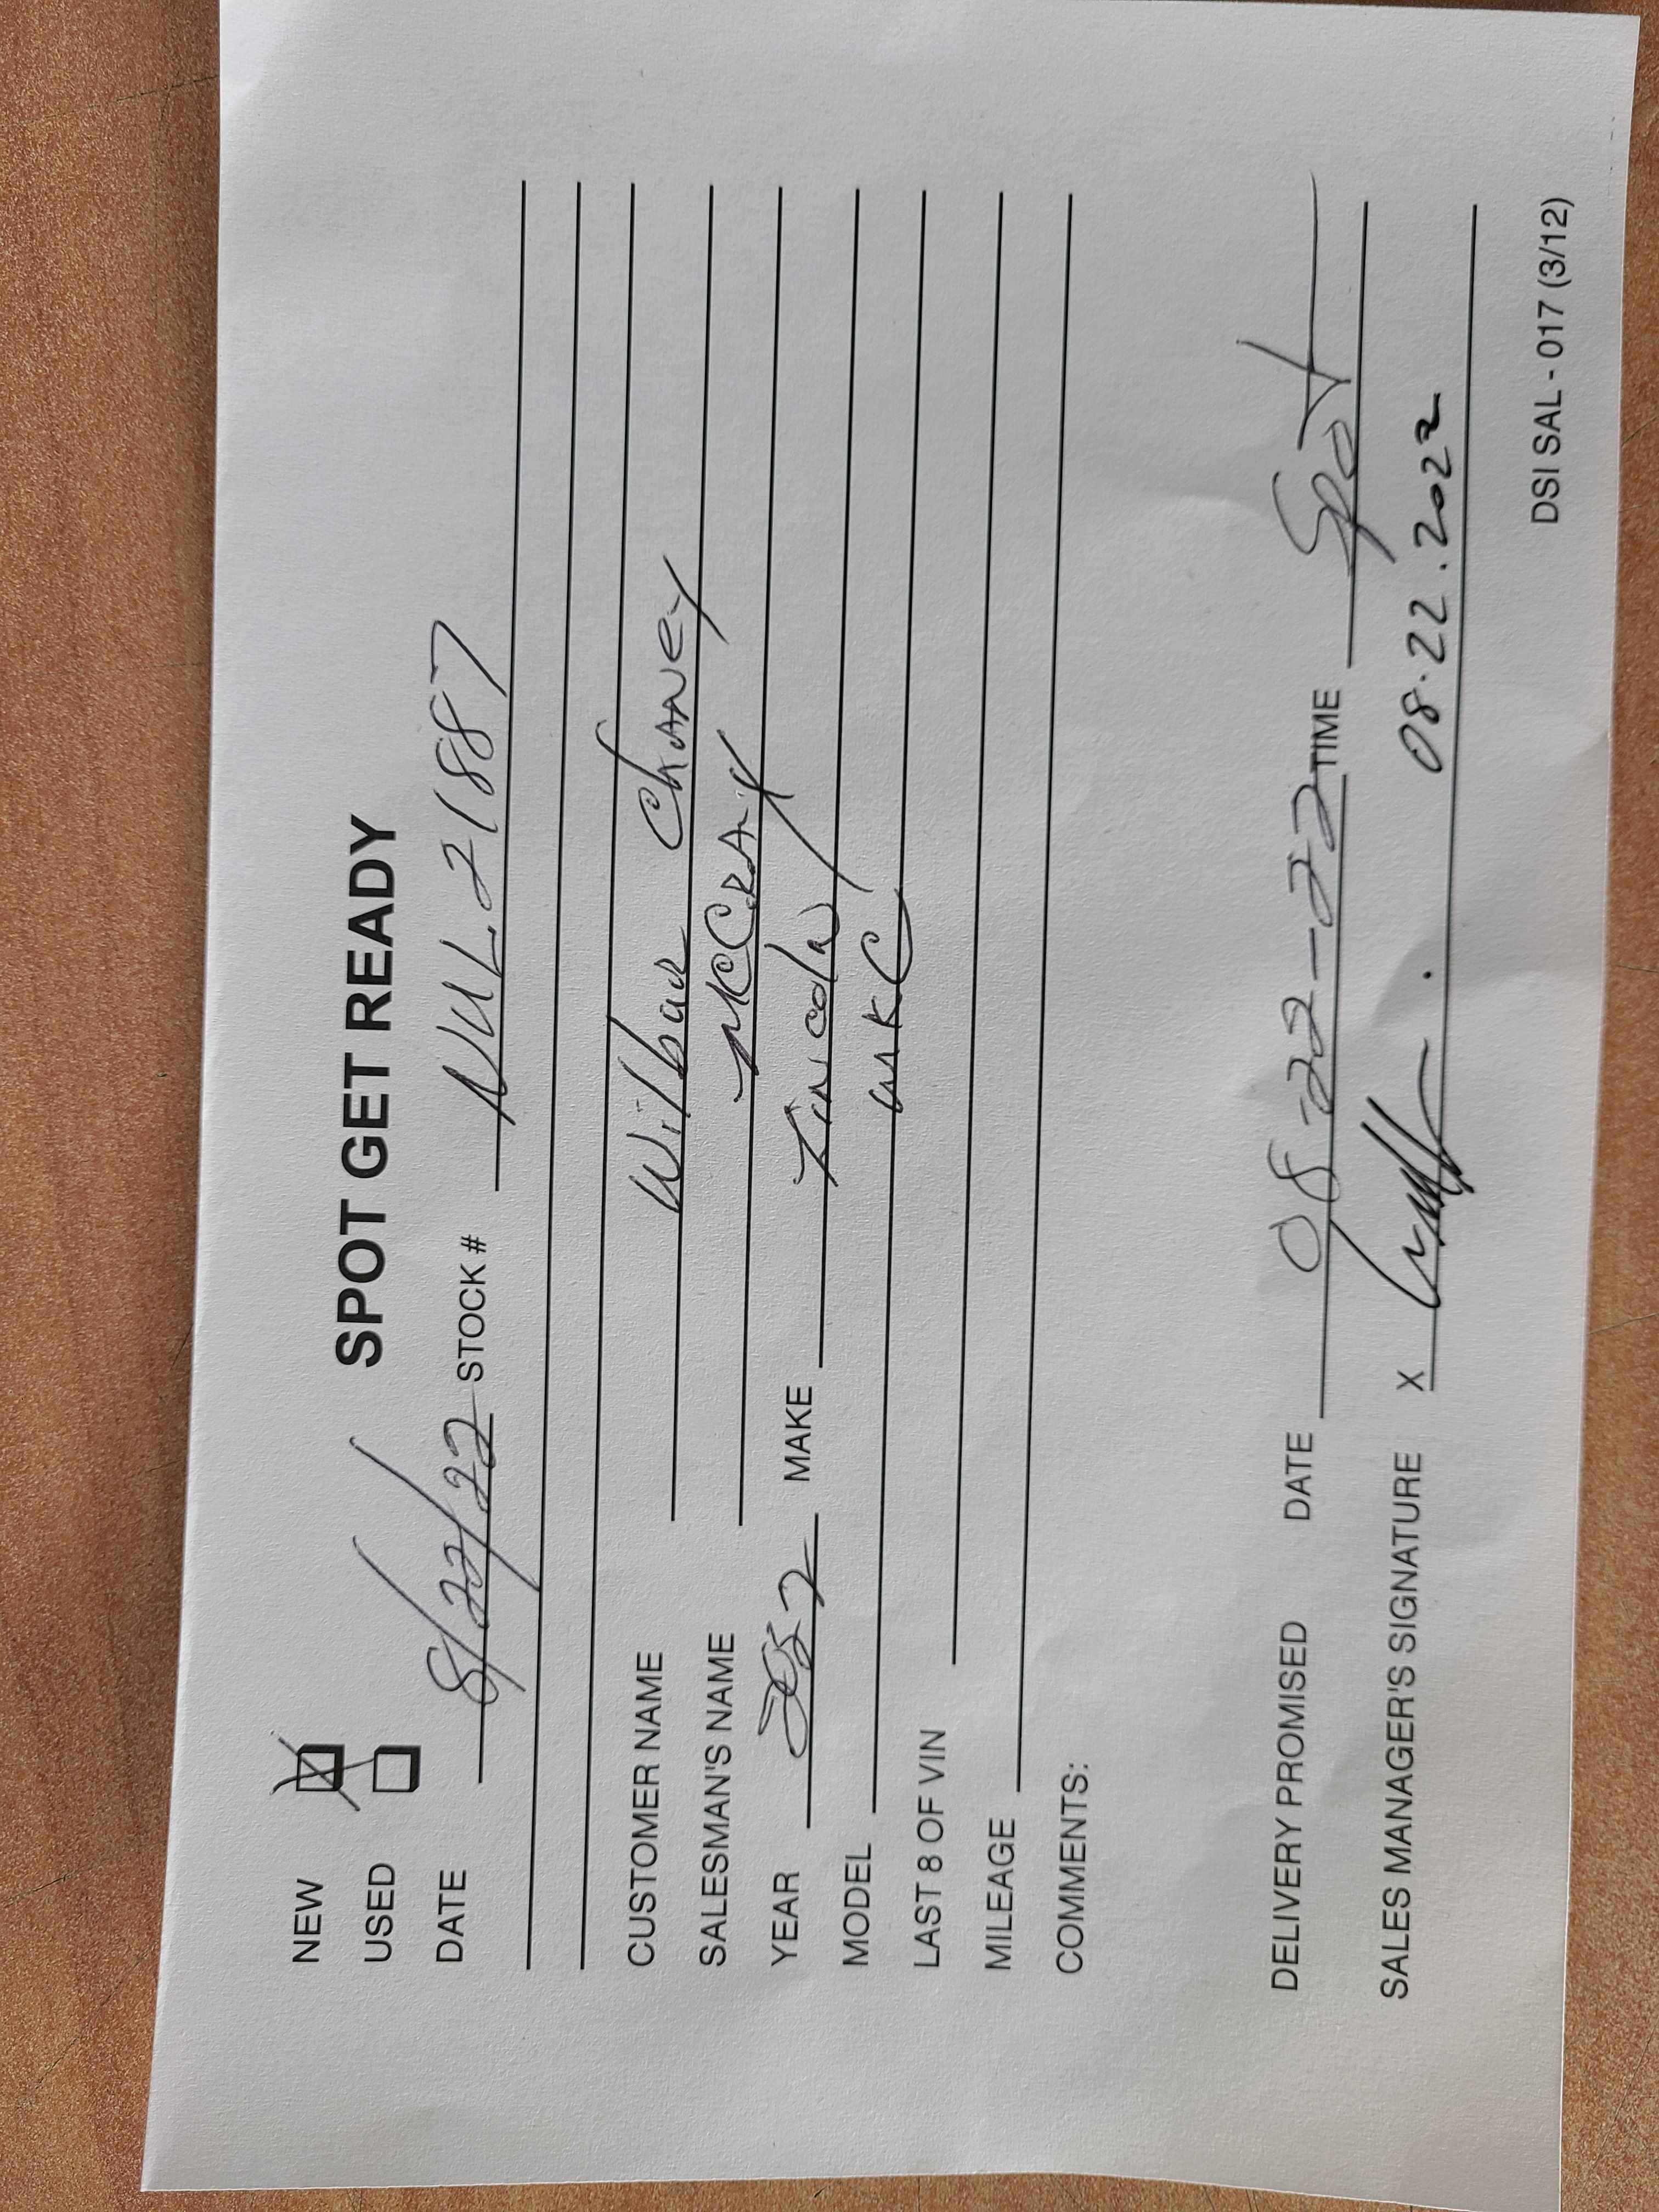 NEW
USED
SPOT GET READY
DATE 8/22/22 STOCK # NUL21887
CUSTOMER NAME Wilbur Chaney
SALESMAN'S NAME McCRAY
YEAR MAKE Lincoln
MODEL MKC
LAST 8 OF VIN
MILEAGE
COMMENTS:
DELIVERY PROMISED DATE 08-22-22 TIME Spot
SALES MANAGER'S SIGNATURE X 08.22.2022
DSI SAL - 017 (3/12)